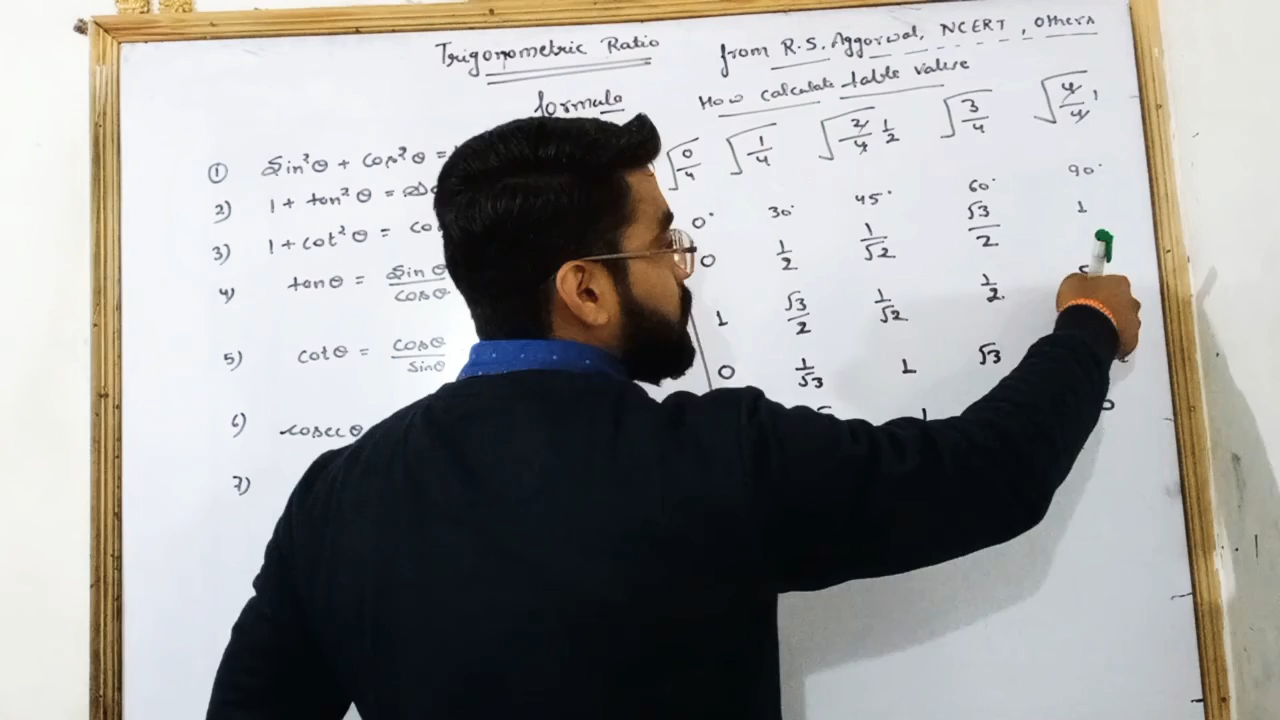 Trigonometric Ratio
from R.S. Aggarwal, NCERT, Others
formula
How calculate table value
√0/4 √1/4 √2/4 1/2 √3/4 √4/4 1
① Sin²θ + Cos²θ =
2) 1 + tan²θ =
3) 1 + cot²θ =
4) tanθ = Sinθ/Cosθ
5) cotθ = Cosθ/Sinθ
6) cosecθ
7)
0° 30° 45° 60° 90°
0 1/2 1/√2 √3/2 1
1 √3/2 1/√2 1/2
0 1/√3 1 √3
1 0